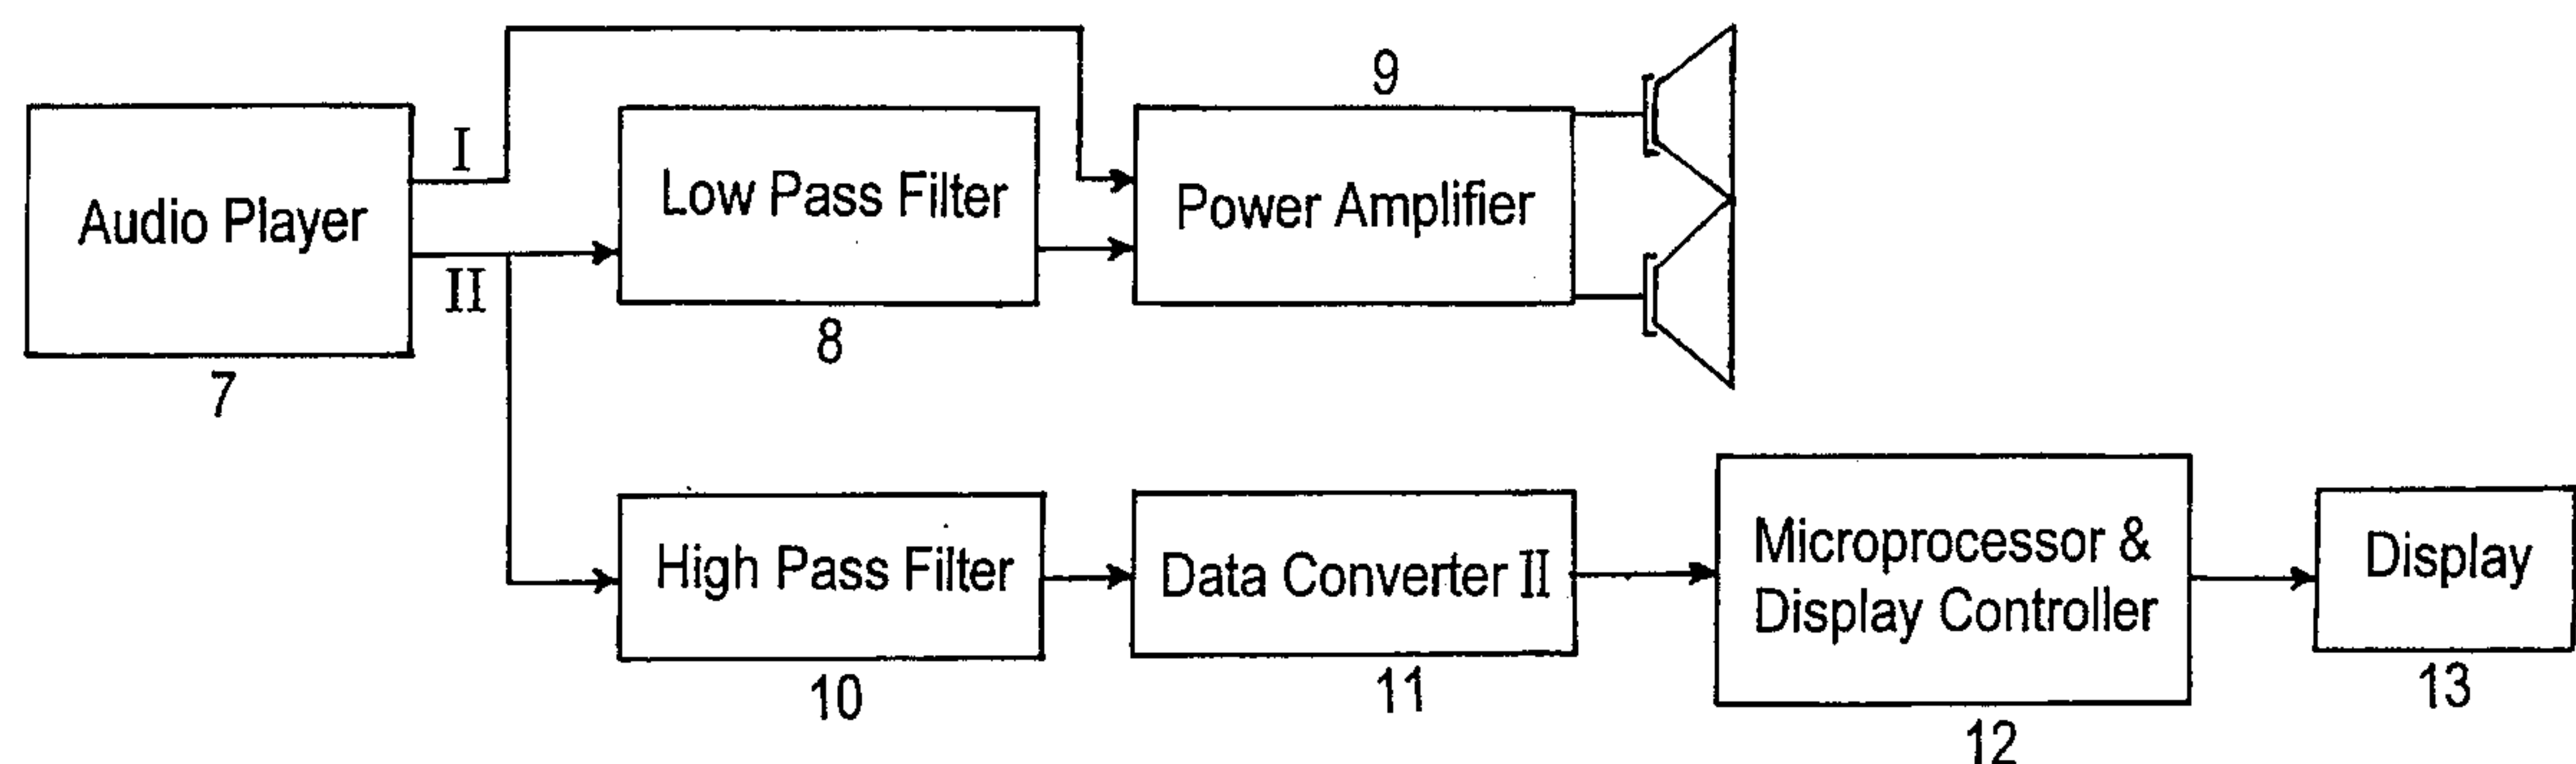 Audio Player
7
I
II
Low Pass Filter
8
9
Power Amplifier
High Pass Filter
10
Data Converter II
11
Microprocessor &
Display Controller
12
Display
13